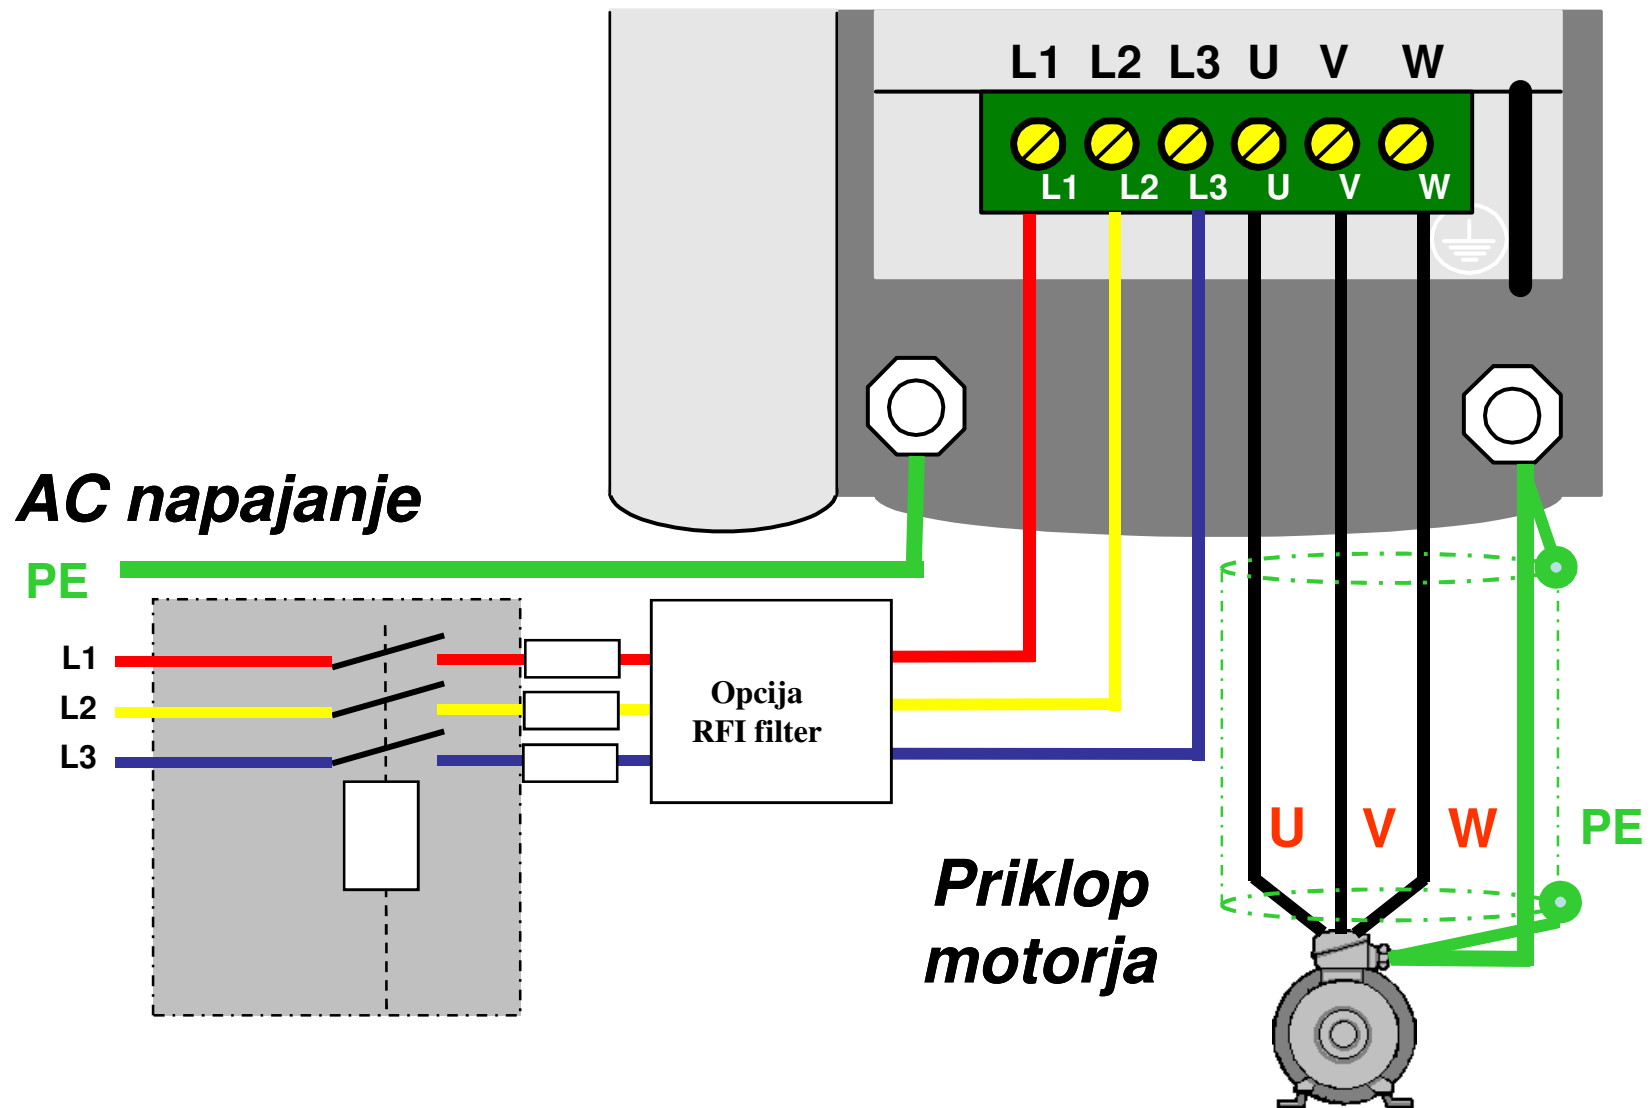 L1 L2 L3 U V W
L1 L2 L3 U V W
AC napajanje
PE
L1
L2
L3
Opcija
RFI filter
U V W PE
Priklop
motorja